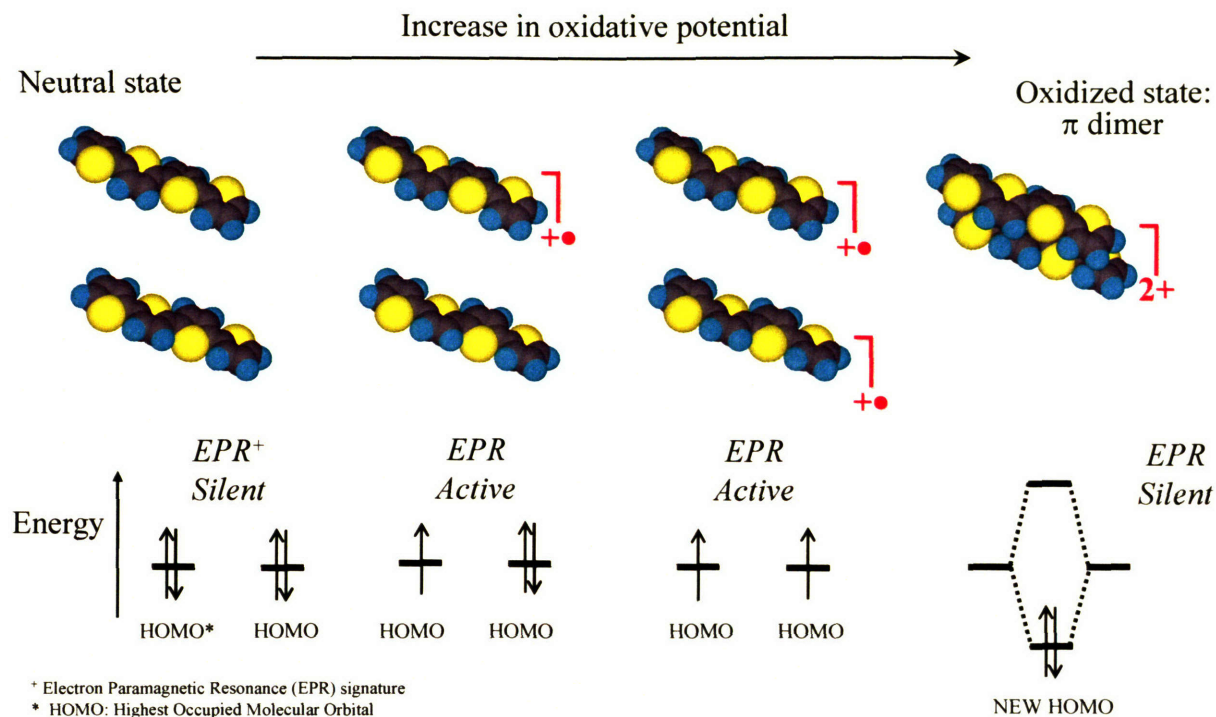 Increase in oxidative potential
Neutral state
Oxidized state:
π dimer
+●
+●
2+
+●
EPR⁺
Silent
EPR
Active
EPR
Active
EPR
Silent
Energy
HOMO*
HOMO
HOMO
HOMO
HOMO
HOMO
NEW HOMO
⁺ Electron Paramagnetic Resonance (EPR) signature
* HOMO: Highest Occupied Molecular Orbital